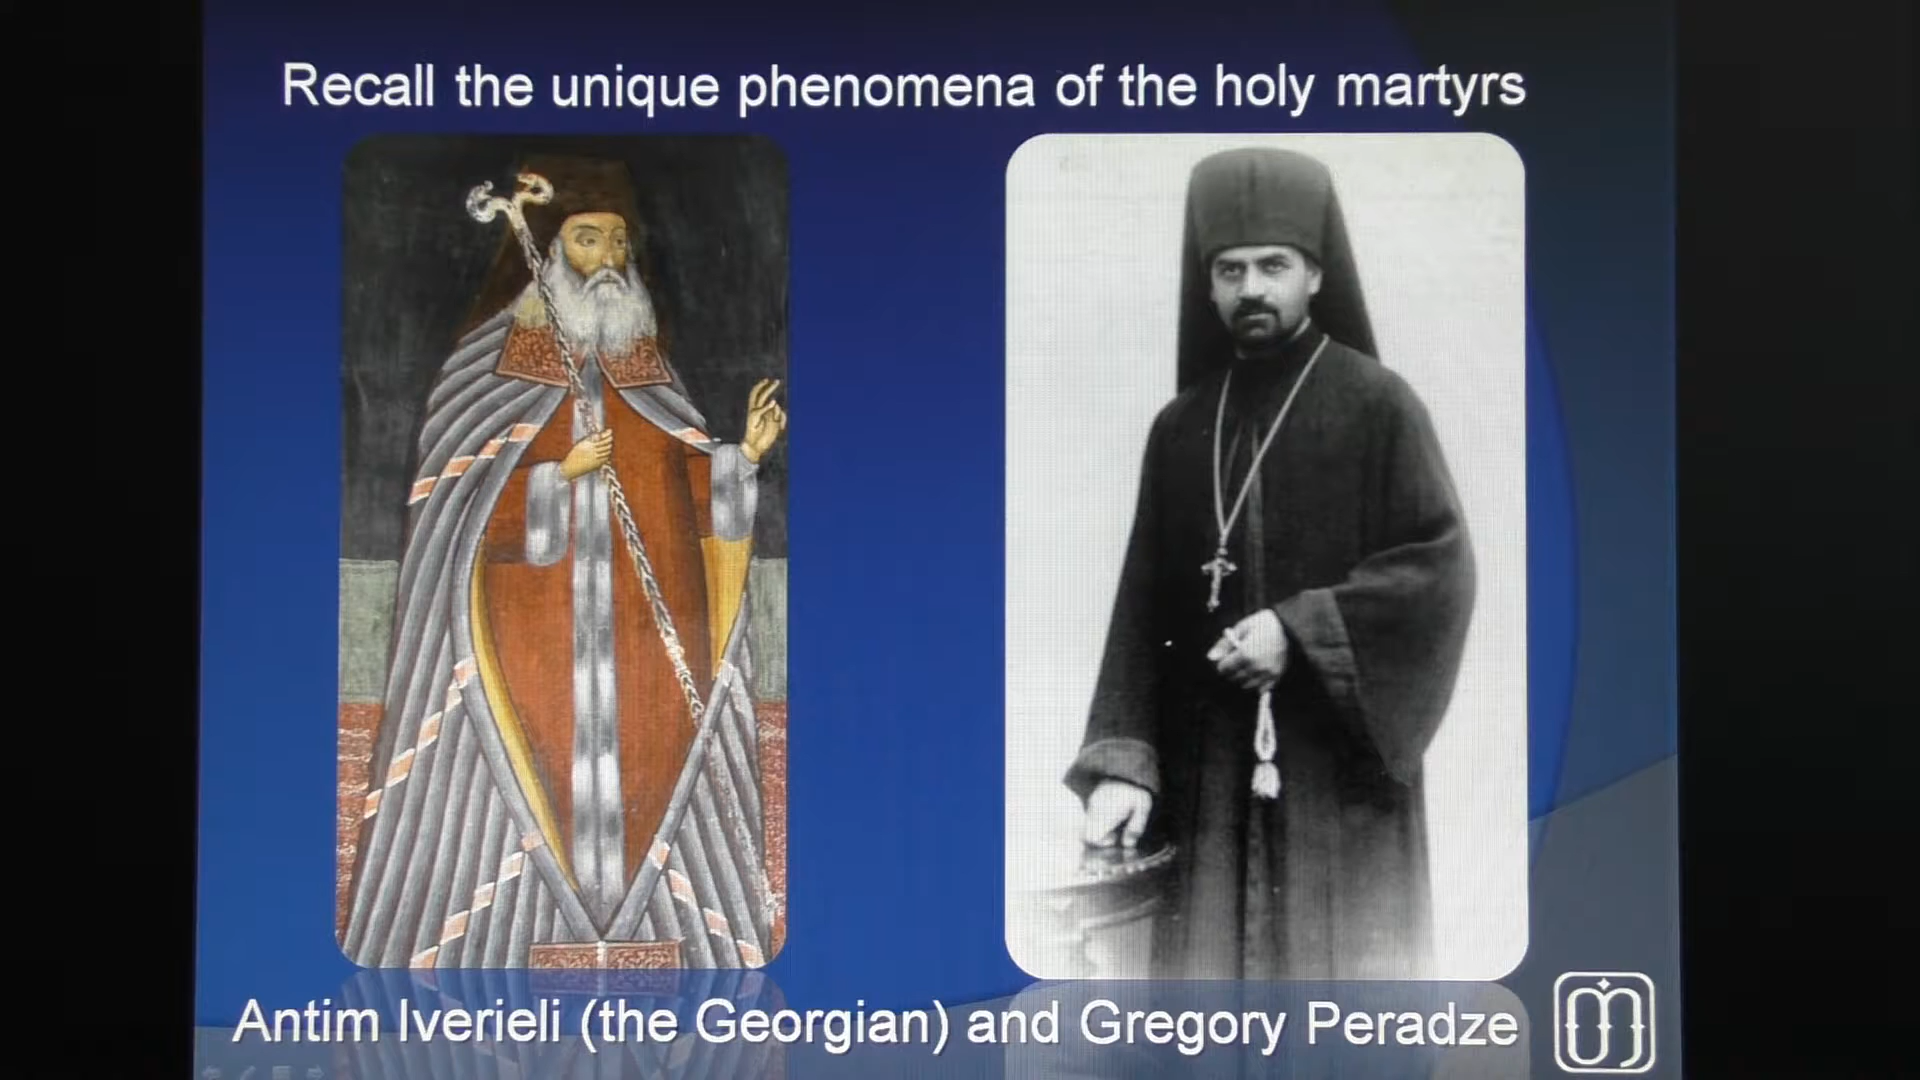 Recall the unique phenomena of the holy martyrs
Antim Iverieli (the Georgian) and Gregory Peradze